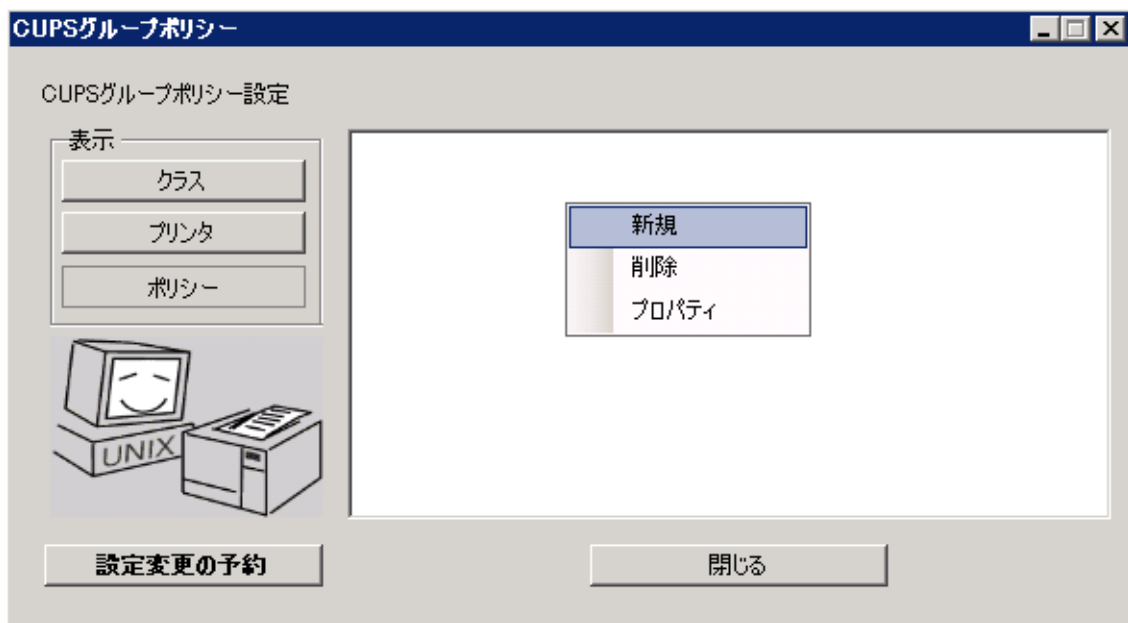 CUPSグループポリシー
CUPSグループポリシー設定
表示
クラス
プリンタ
ポリシー
新規
削除
プロパティ
UNIX
設定変更の予約
閉じる